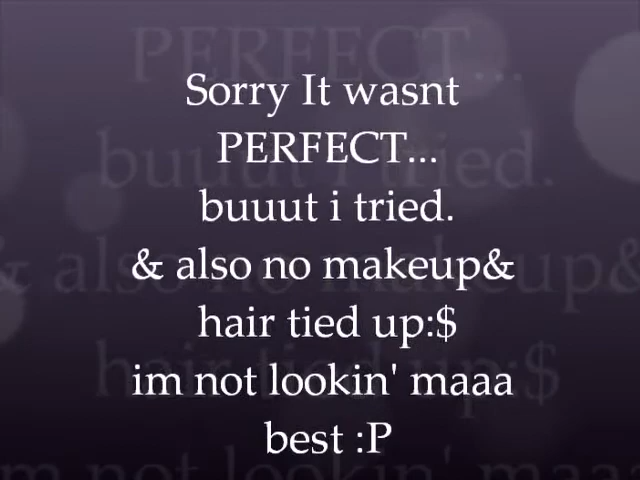 Sorry It wasnt
PERFECT...
buuut i tried.
& also no makeup&
hair tied up:$
im not lookin' maaa
best :P